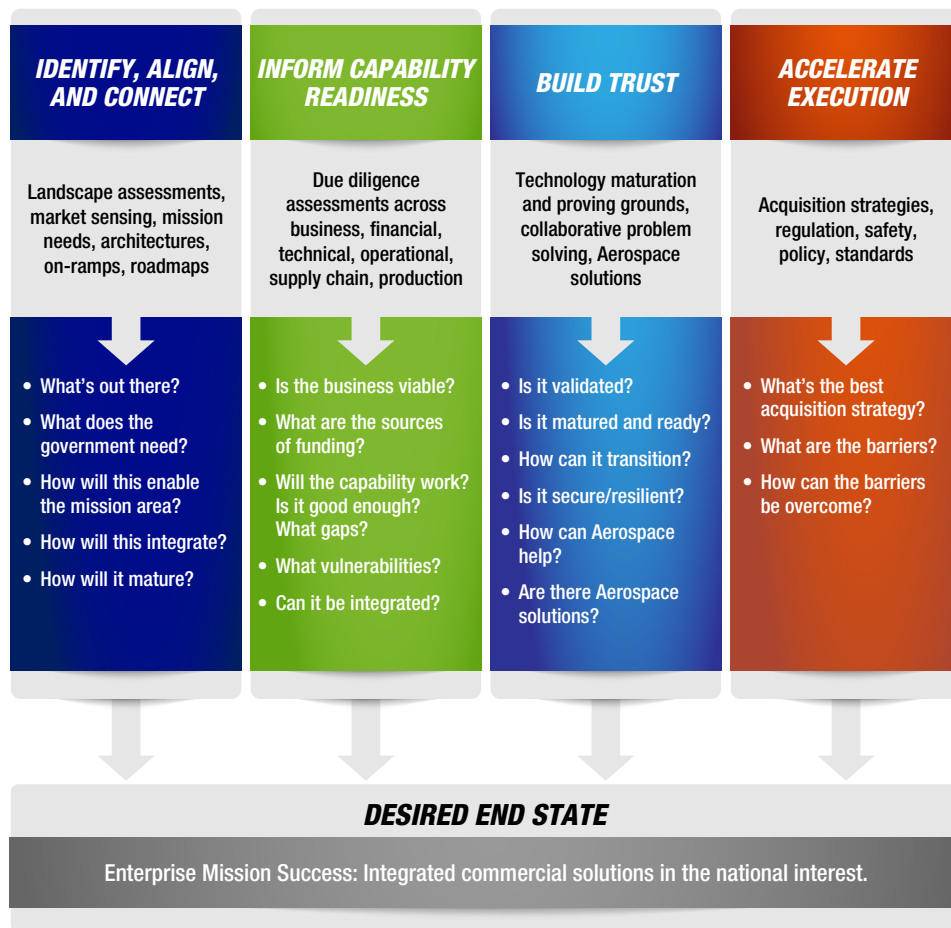 IDENTIFY, ALIGN,
AND CONNECT
Landscape assessments,
market sensing, mission
needs, architectures,
on-ramps, roadmaps
• What's out there?
• What does the
government need?
• How will this enable
the mission area?
• How will this integrate?
• How will it mature?
INFORM CAPABILITY
READINESS
Due diligence
assessments across
business, financial,
technical, operational,
supply chain, production
• Is the business viable?
• What are the sources
of funding?
• Will the capability work?
Is it good enough?
What gaps?
• What vulnerabilities?
• Can it be integrated?
BUILD TRUST
Technology maturation
and proving grounds,
collaborative problem
solving, Aerospace
solutions
• Is it validated?
• Is it matured and ready?
• How can it transition?
• Is it secure/resilient?
• How can Aerospace
help?
• Are there Aerospace
solutions?
ACCELERATE
EXECUTION
Acquisition strategies,
regulation, safety,
policy, standards
• What's the best
acquisition strategy?
• What are the barriers?
• How can the barriers
be overcome?
DESIRED END STATE
Enterprise Mission Success: Integrated commercial solutions in the national interest.